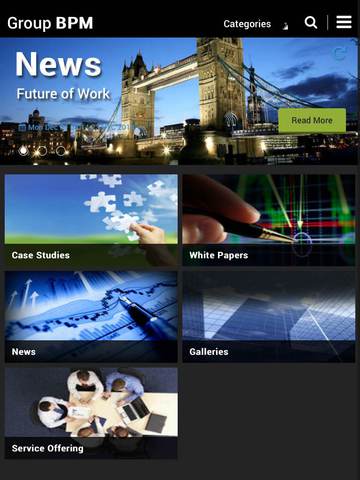 Group BPM
Categories
News
Future of Work
Mon Dec
Read More
Case Studies
White Papers
News
Galleries
Service Offering